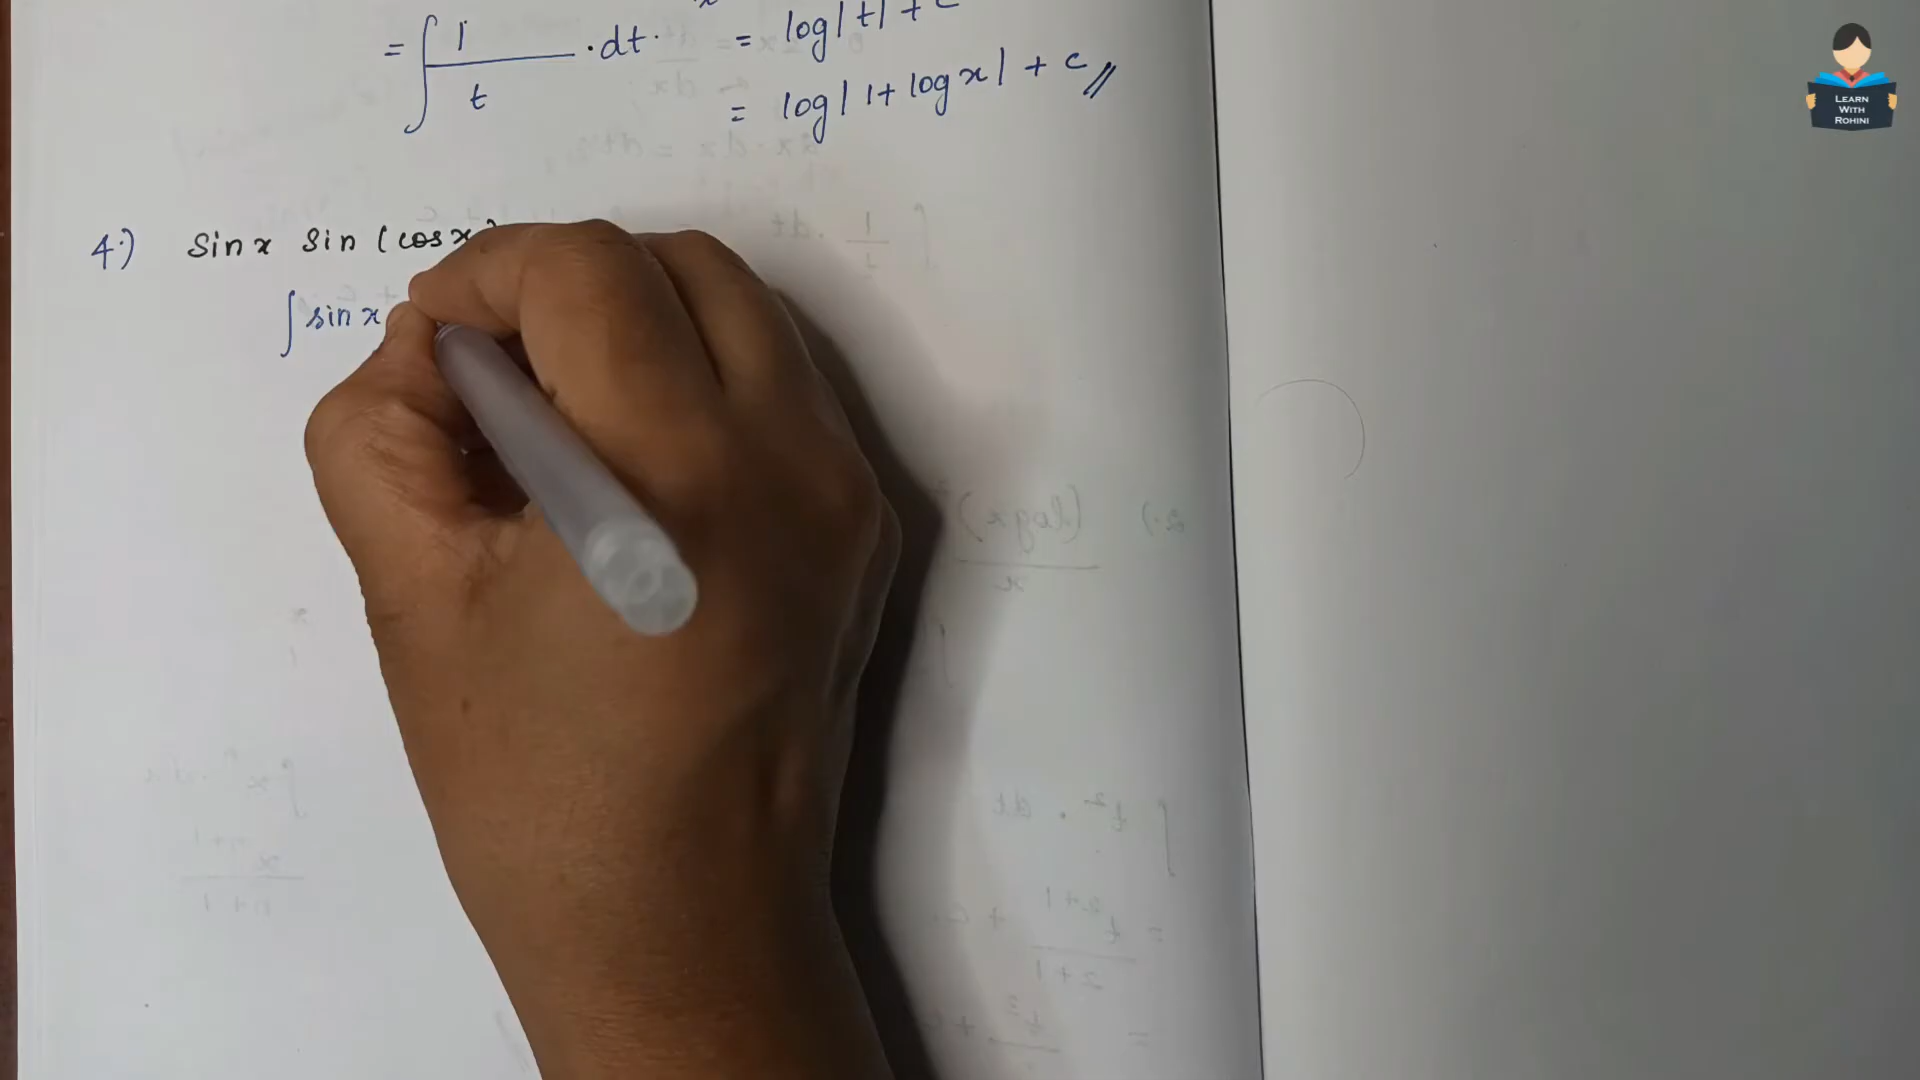 = ∫ 1/t · dt · = log|t| + c
= log|1 + log x| + c //
4.) Sin x Sin (cos x)
∫ sin x
LEARN
WITH
ROHINI